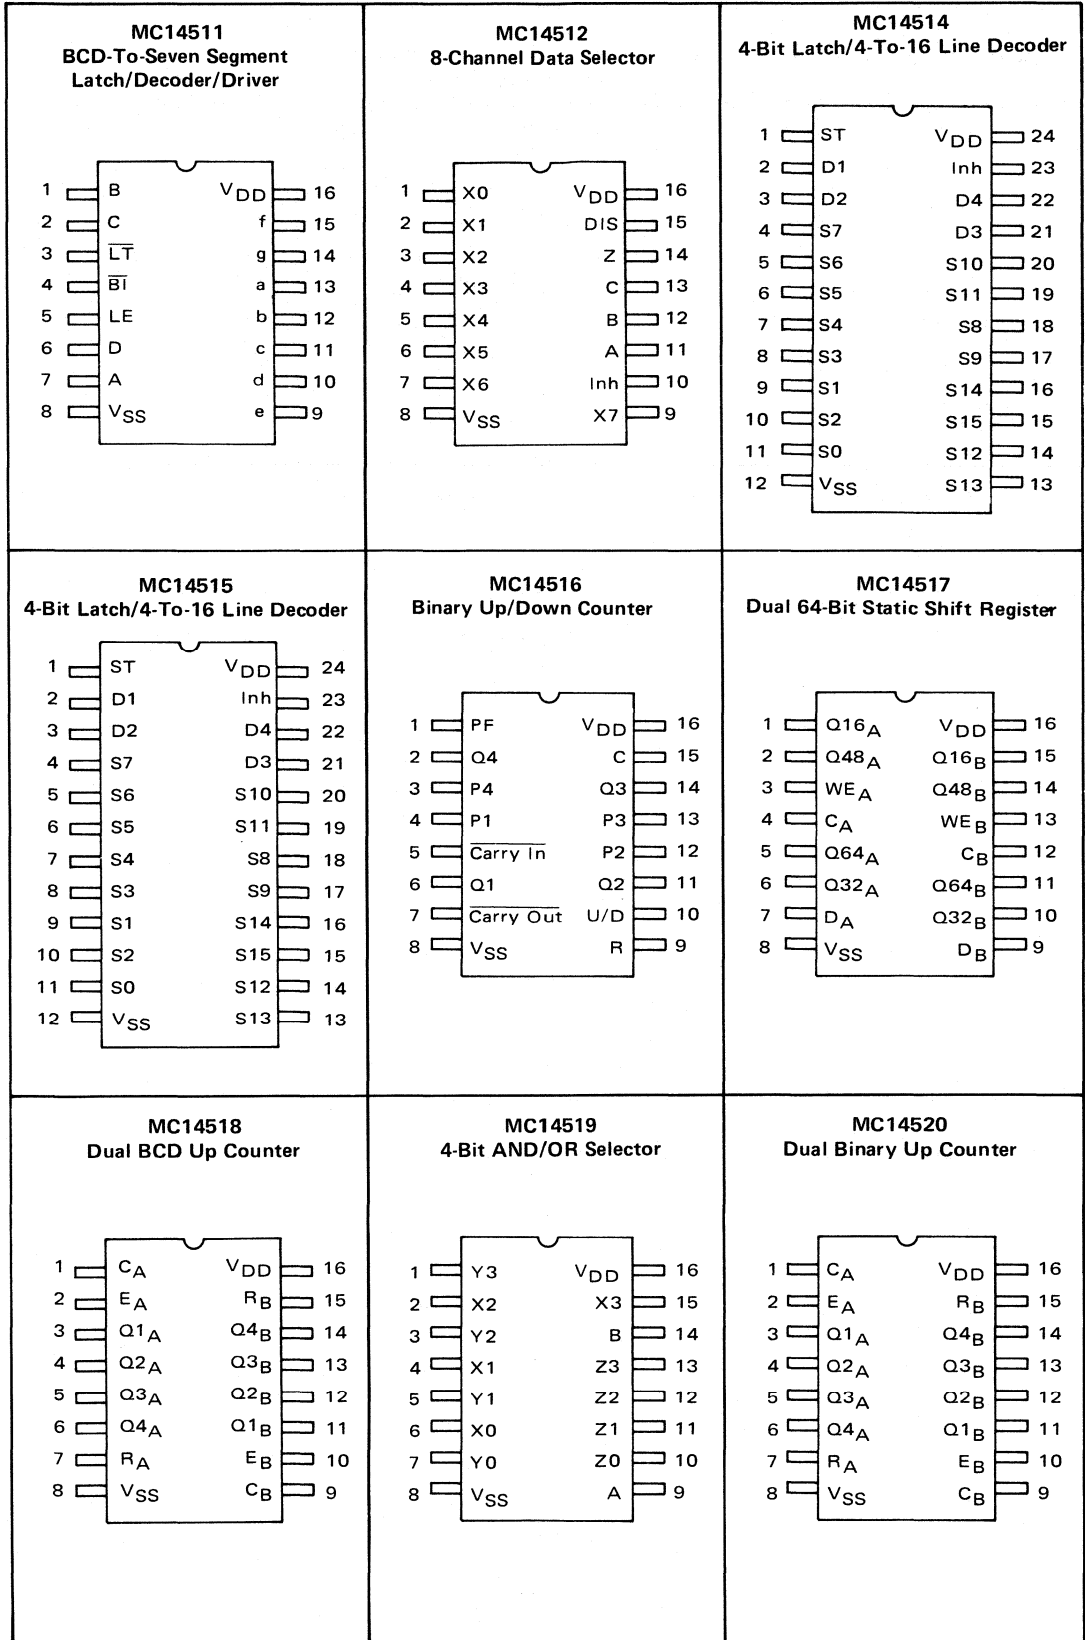 MC14511
BCD-To-Seven Segment
Latch/Decoder/Driver
1 B VDD 16
2 C f 15
3 L̅T̅ g 14
4 B̅I̅ a 13
5 LE b 12
6 D c 11
7 A d 10
8 VSS e 9
MC14512
8-Channel Data Selector
1 X0 VDD 16
2 X1 DIS 15
3 X2 Z 14
4 X3 C 13
5 X4 B 12
6 X5 A 11
7 X6 Inh 10
8 VSS X7 9
MC14514
4-Bit Latch/4-To-16 Line Decoder
1 ST VDD 24
2 D1 Inh 23
3 D2 D4 22
4 S7 D3 21
5 S6 S10 20
6 S5 S11 19
7 S4 S8 18
8 S3 S9 17
9 S1 S14 16
10 S2 S15 15
11 S0 S12 14
12 VSS S13 13
MC14515
4-Bit Latch/4-To-16 Line Decoder
1 ST VDD 24
2 D1 Inh 23
3 D2 D4 22
4 S7 D3 21
5 S6 S10 20
6 S5 S11 19
7 S4 S8 18
8 S3 S9 17
9 S1 S14 16
10 S2 S15 15
11 S0 S12 14
12 VSS S13 13
MC14516
Binary Up/Down Counter
1 PF VDD 16
2 Q4 C 15
3 P4 Q3 14
4 P1 P3 13
5 C̅a̅r̅r̅y̅ I̅n̅ P2 12
6 Q1 Q2 11
7 C̅a̅r̅r̅y̅ O̅u̅t̅ U/D 10
8 VSS R 9
MC14517
Dual 64-Bit Static Shift Register
1 Q16A VDD 16
2 Q48A Q16B 15
3 WEA Q48B 14
4 CA WEB 13
5 Q64A CB 12
6 Q32A Q64B 11
7 DA Q32B 10
8 VSS DB 9
MC14518
Dual BCD Up Counter
1 CA VDD 16
2 EA RB 15
3 Q1A Q4B 14
4 Q2A Q3B 13
5 Q3A Q2B 12
6 Q4A Q1B 11
7 RA EB 10
8 VSS CB 9
MC14519
4-Bit AND/OR Selector
1 Y3 VDD 16
2 X2 X3 15
3 Y2 B 14
4 X1 Z3 13
5 Y1 Z2 12
6 X0 Z1 11
7 Y0 Z0 10
8 VSS A 9
MC14520
Dual Binary Up Counter
1 CA VDD 16
2 EA RB 15
3 Q1A Q4B 14
4 Q2A Q3B 13
5 Q3A Q2B 12
6 Q4A Q1B 11
7 RA EB 10
8 VSS CB 9